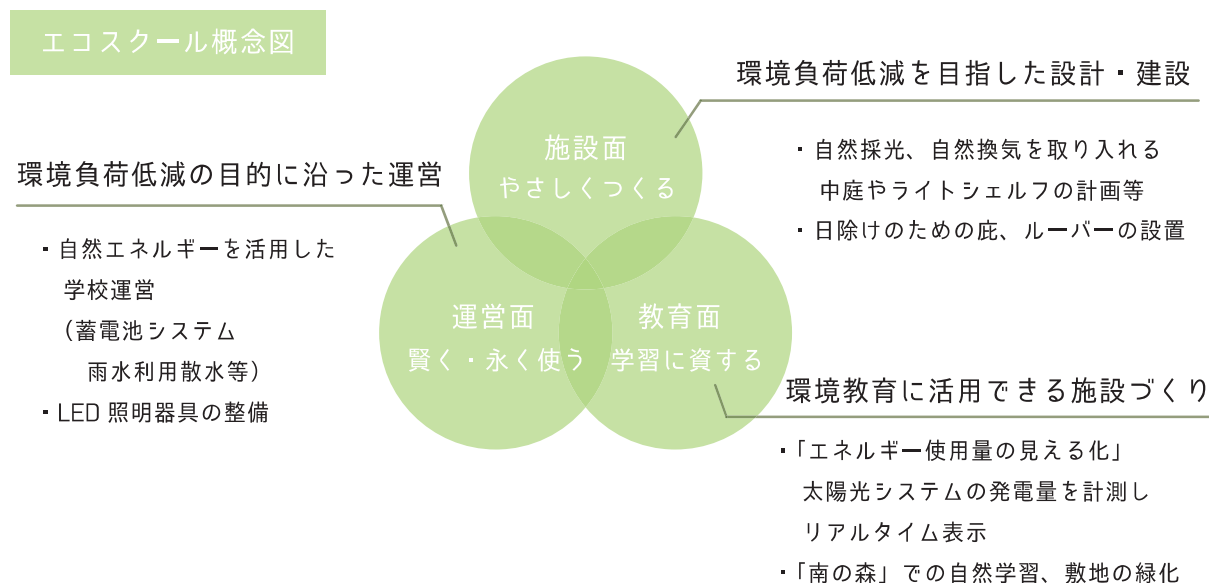 エコスクール概念図
環境負荷低減を目指した設計・建設
・自然採光、自然換気を取り入れる
中庭やライトシェルフの計画等
・日除けのための庇、ルーバーの設置
施設面
やさしくつくる
環境負荷低減の目的に沿った運営
・自然エネルギーを活用した
学校運営
（蓄電池システム
雨水利用散水等）
・LED 照明器具の整備
運営面
賢く・永く使う
教育面
学習に資する
環境教育に活用できる施設づくり
・「エネルギー使用量の見える化」
太陽光システムの発電量を計測し
リアルタイム表示
・「南の森」での自然学習、敷地の緑化